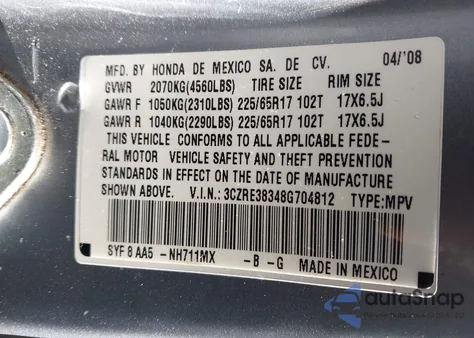 MFD. BY HONDA DE MEXICO SA. DE CV. 04/'08
GVWR 2070KG(4560LBS) TIRE SIZE RIM SIZE
GAWR F 1050KG(2310LBS) 225/65R17 102T 17X6.5J
GAWR R 1040KG(2290LBS) 225/65R17 102T 17X6.5J
THIS VEHICLE CONFORMS TO ALL APPLICABLE FEDE-
RAL MOTOR VEHICLE SAFETY AND THEFT PREVENTION
STANDARDS IN EFFECT ON THE DATE OF MANUFACTURE
SHOWN ABOVE. V.I.N.: 3CZRE38348G704812 TYPE:MPV
SYF 8 AA5 -NH711MX -B -G MADE IN MEXICO
autoSnap